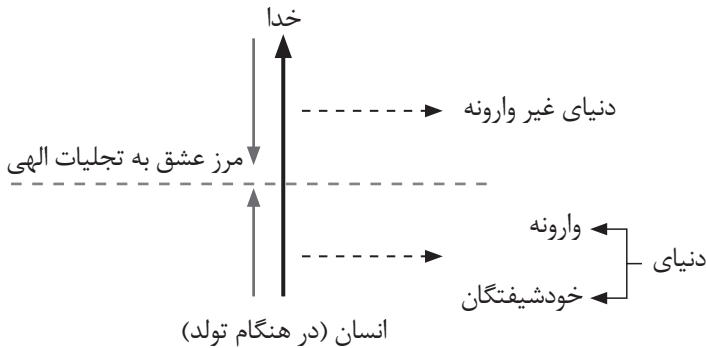 خدا
دنیای غیر وارونه
مرز عشق به تجلیات الهی
وارونه
دنیای
خودشیفتگان
انسان (در هنگام تولد)